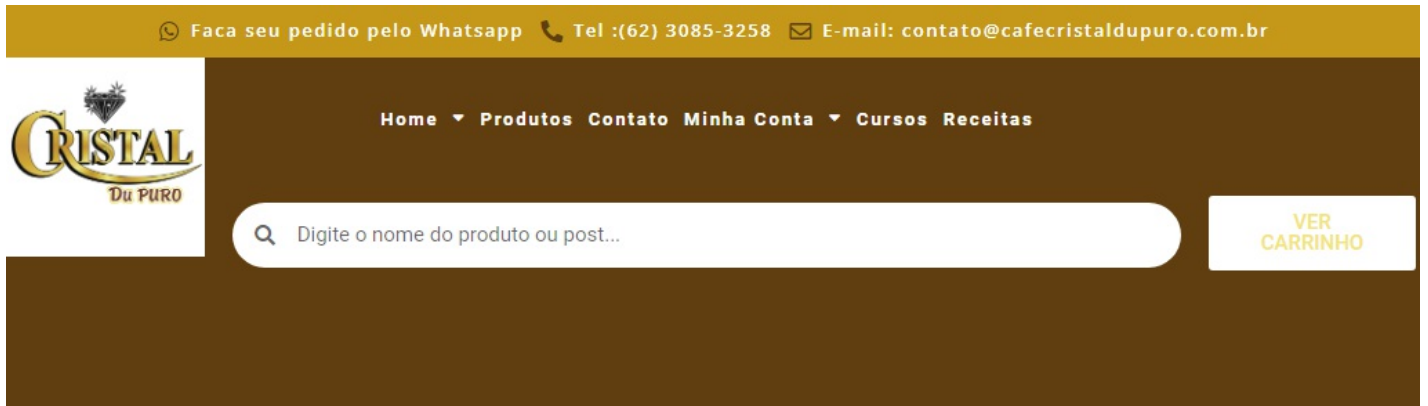 Faca seu pedido pelo Whatsapp Tel :(62) 3085-3258 E-mail: contato@cafecristaldupuro.com.br
CRISTAL
Du PURO
Home Produtos Contato Minha Conta Cursos Receitas
Digite o nome do produto ou post...
VER
CARRINHO